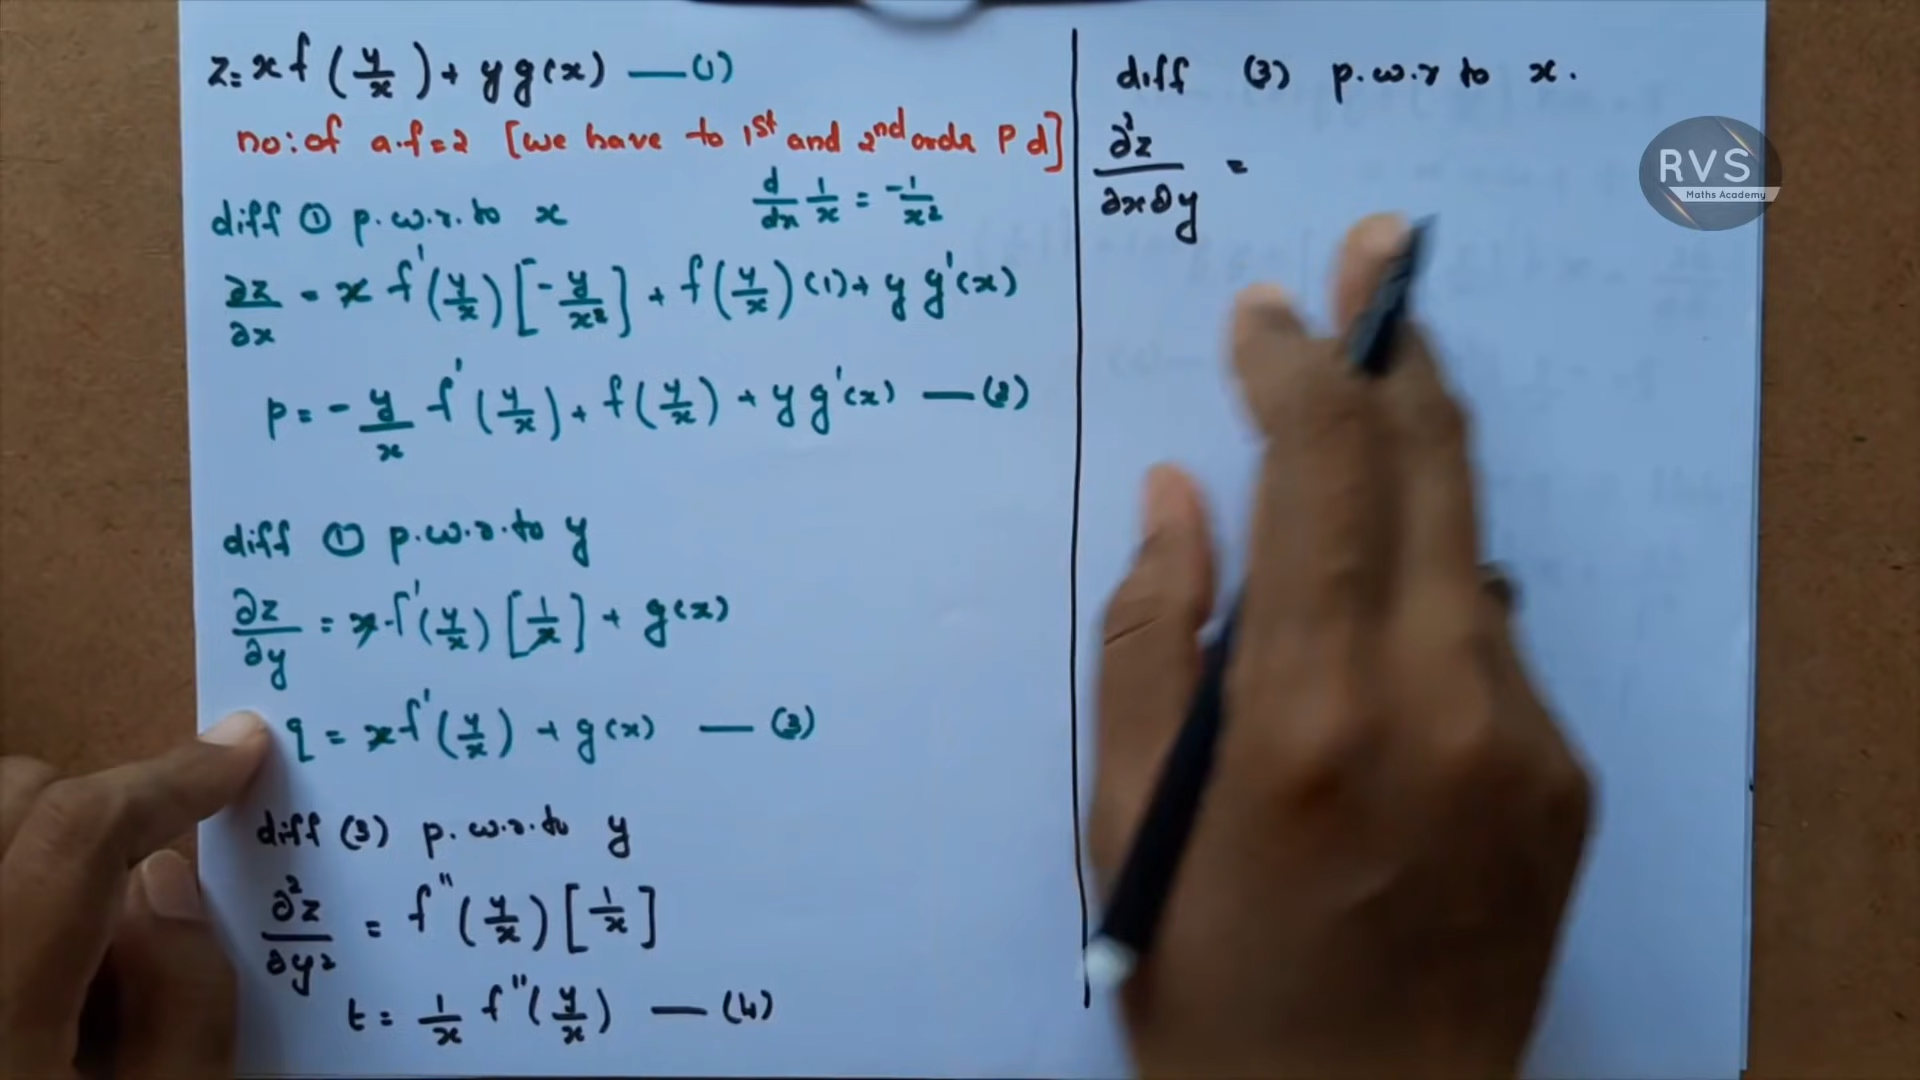 z = x f (y/x) + y g(x) — (1)
no: of a.f = 2 [we have to 1st and 2nd orde P d]
diff ① p.w.r.to x
d/dx 1/x = -1/x²
∂z/∂x = x f'(y/x) [-y/x²] + f(y/x) (1) + y g'(x)
p = - y/x f'(y/x) + f(y/x) + y g'(x) — (2)
diff ① p.w.r.to y
∂z/∂y = x f'(y/x) [1/x] + g(x)
q = x f'(y/x) + g(x) — (3)
diff (3) p.w.r.to y
∂²z/∂y² = f''(y/x) [1/x]
t = 1/x f''(y/x) — (4)
diff (3) p.w.r to x.
∂²z/∂x∂y =
RVS
Maths Academy